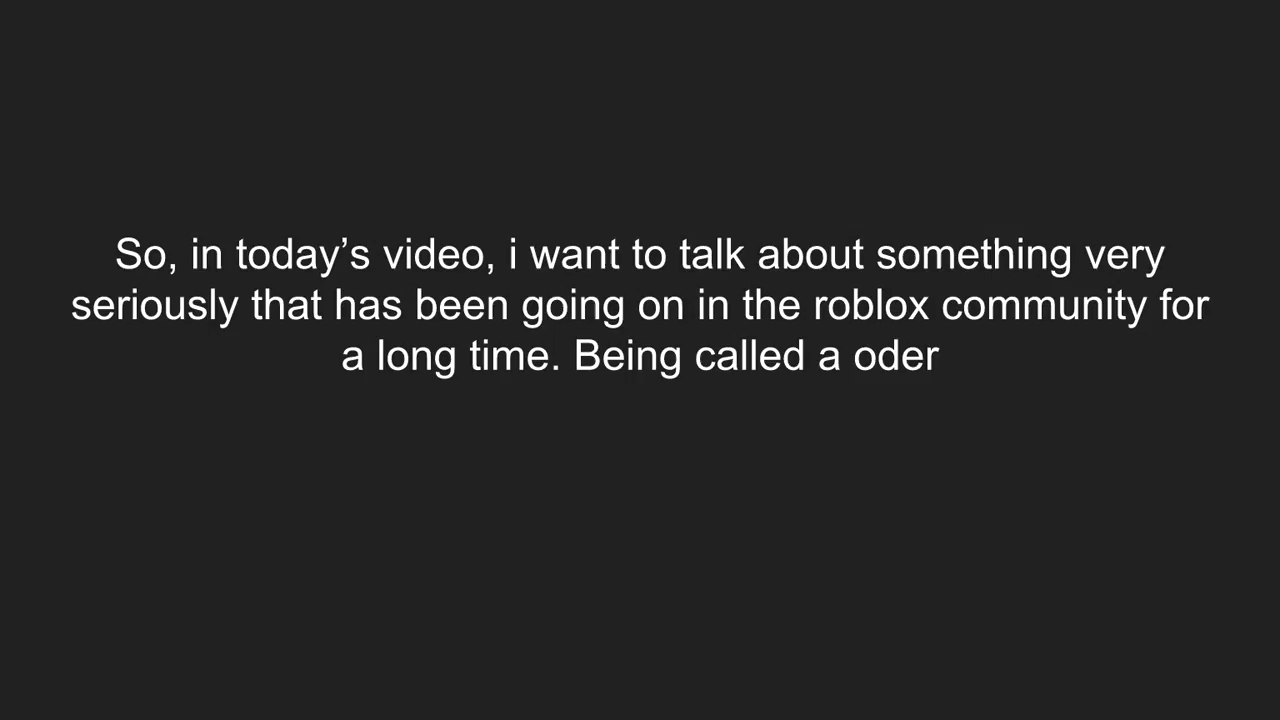 So, in today’s video, i want to talk about something very
seriously that has been going on in the roblox community for
a long time. Being called a oder